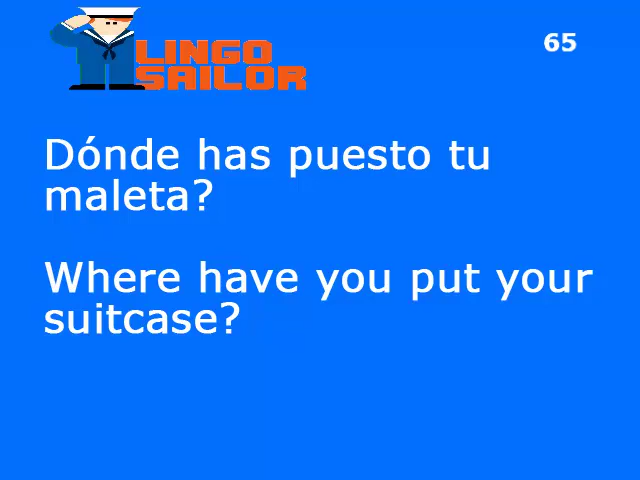 LINGO
SAILOR
65
Dónde has puesto tu
maleta?
Where have you put your
suitcase?